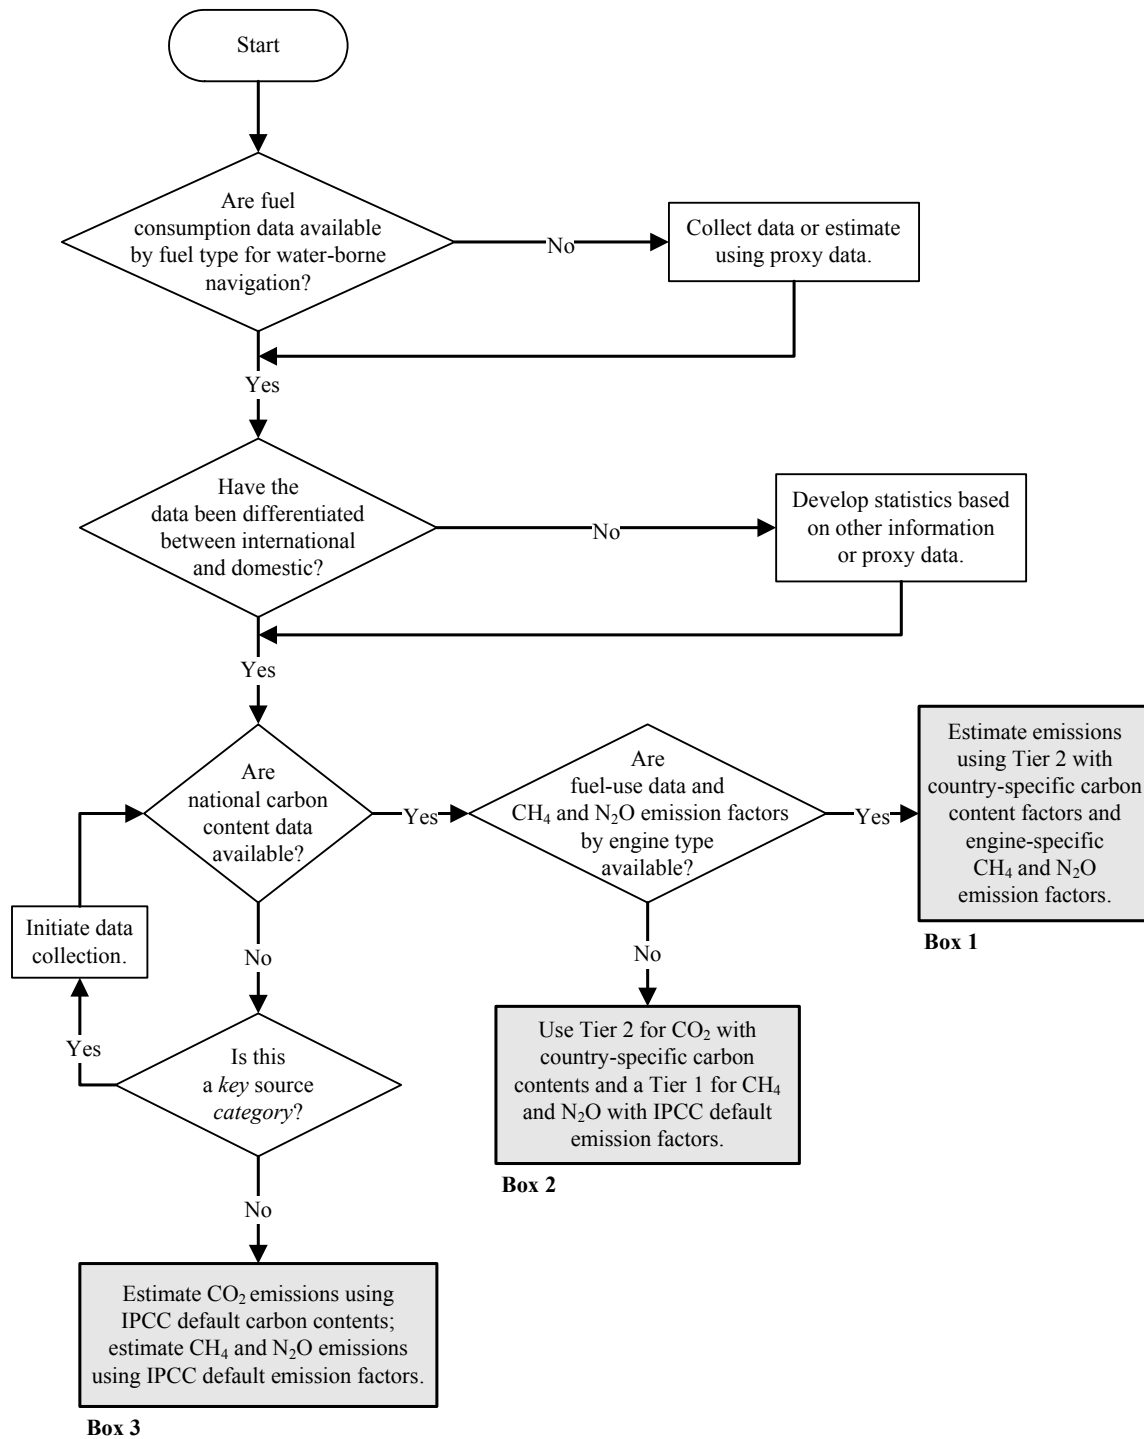 Start
Are fuel
consumption data available
by fuel type for water-borne
navigation?
No
Collect data or estimate
using proxy data.
Yes
Have the
data been differentiated
between international
and domestic?
No
Develop statistics based
on other information
or proxy data.
Yes
Are
national carbon
content data
available?
Yes
Are
fuel-use data and
CH₄ and N₂O emission factors
by engine type
available?
Yes
Estimate emissions
using Tier 2 with
country-specific carbon
content factors and
engine-specific
CH₄ and N₂O
emission factors.
Box 1
Initiate data
collection.
No
No
Yes
Is this
a key source
category?
Use Tier 2 for CO₂ with
country-specific carbon
contents and a Tier 1 for CH₄
and N₂O with IPCC default
emission factors.
Box 2
No
Estimate CO₂ emissions using
IPCC default carbon contents;
estimate CH₄ and N₂O emissions
using IPCC default emission factors.
Box 3